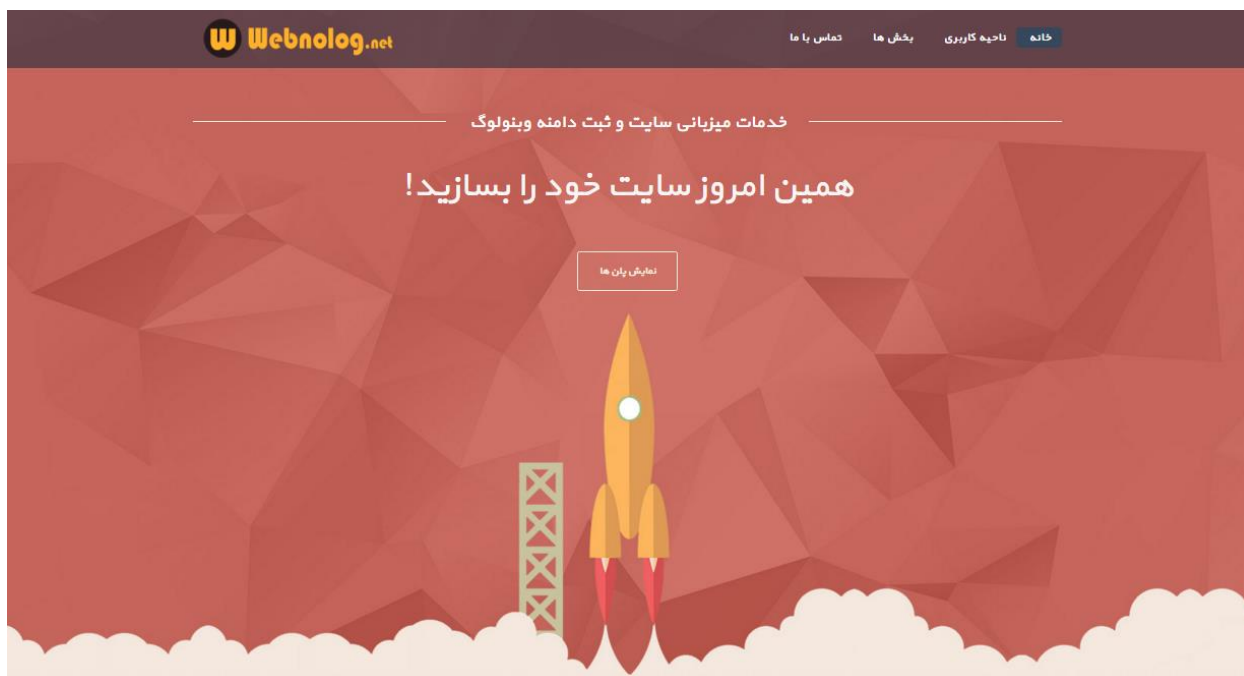 W Webnolog.net
خانه ناحیه کاربری بخش ها تماس با ما
خدمات میزبانی سایت و ثبت دامنه وبنولوگ
همین امروز سایت خود را بسازید!
نمایش پلن ها